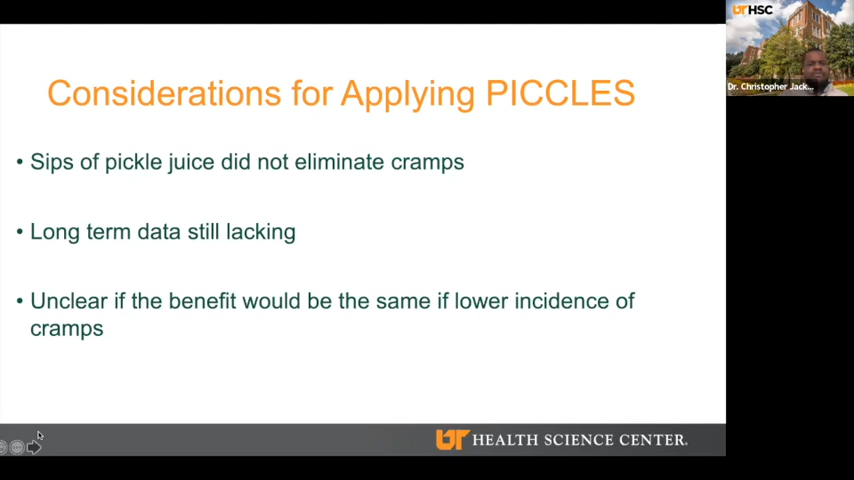 UTHSC
Dr. Christopher Jack...
Considerations for Applying PICCLES
• Sips of pickle juice did not eliminate cramps
• Long term data still lacking
• Unclear if the benefit would be the same if lower incidence of
cramps
UT HEALTH SCIENCE CENTER.